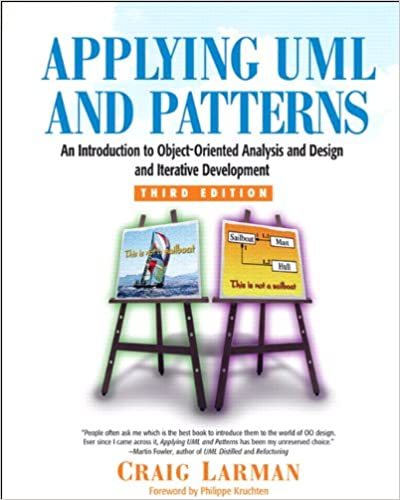 APPLYING UML
AND PATTERNS
An Introduction to Object-Oriented Analysis and Design
and Iterative Development
THIRD EDITION
This is not a sailboat
Sailboat
Mast
Hull
This is not a sailboat
"People often ask me which is the best book to introduce them to the world of OO design.
Ever since I came across it, Applying UML and Patterns has been my unreserved choice."
—Martin Fowler, author of UML Distilled and Refactoring
CRAIG LARMAN
Foreword by Philippe Kruchten